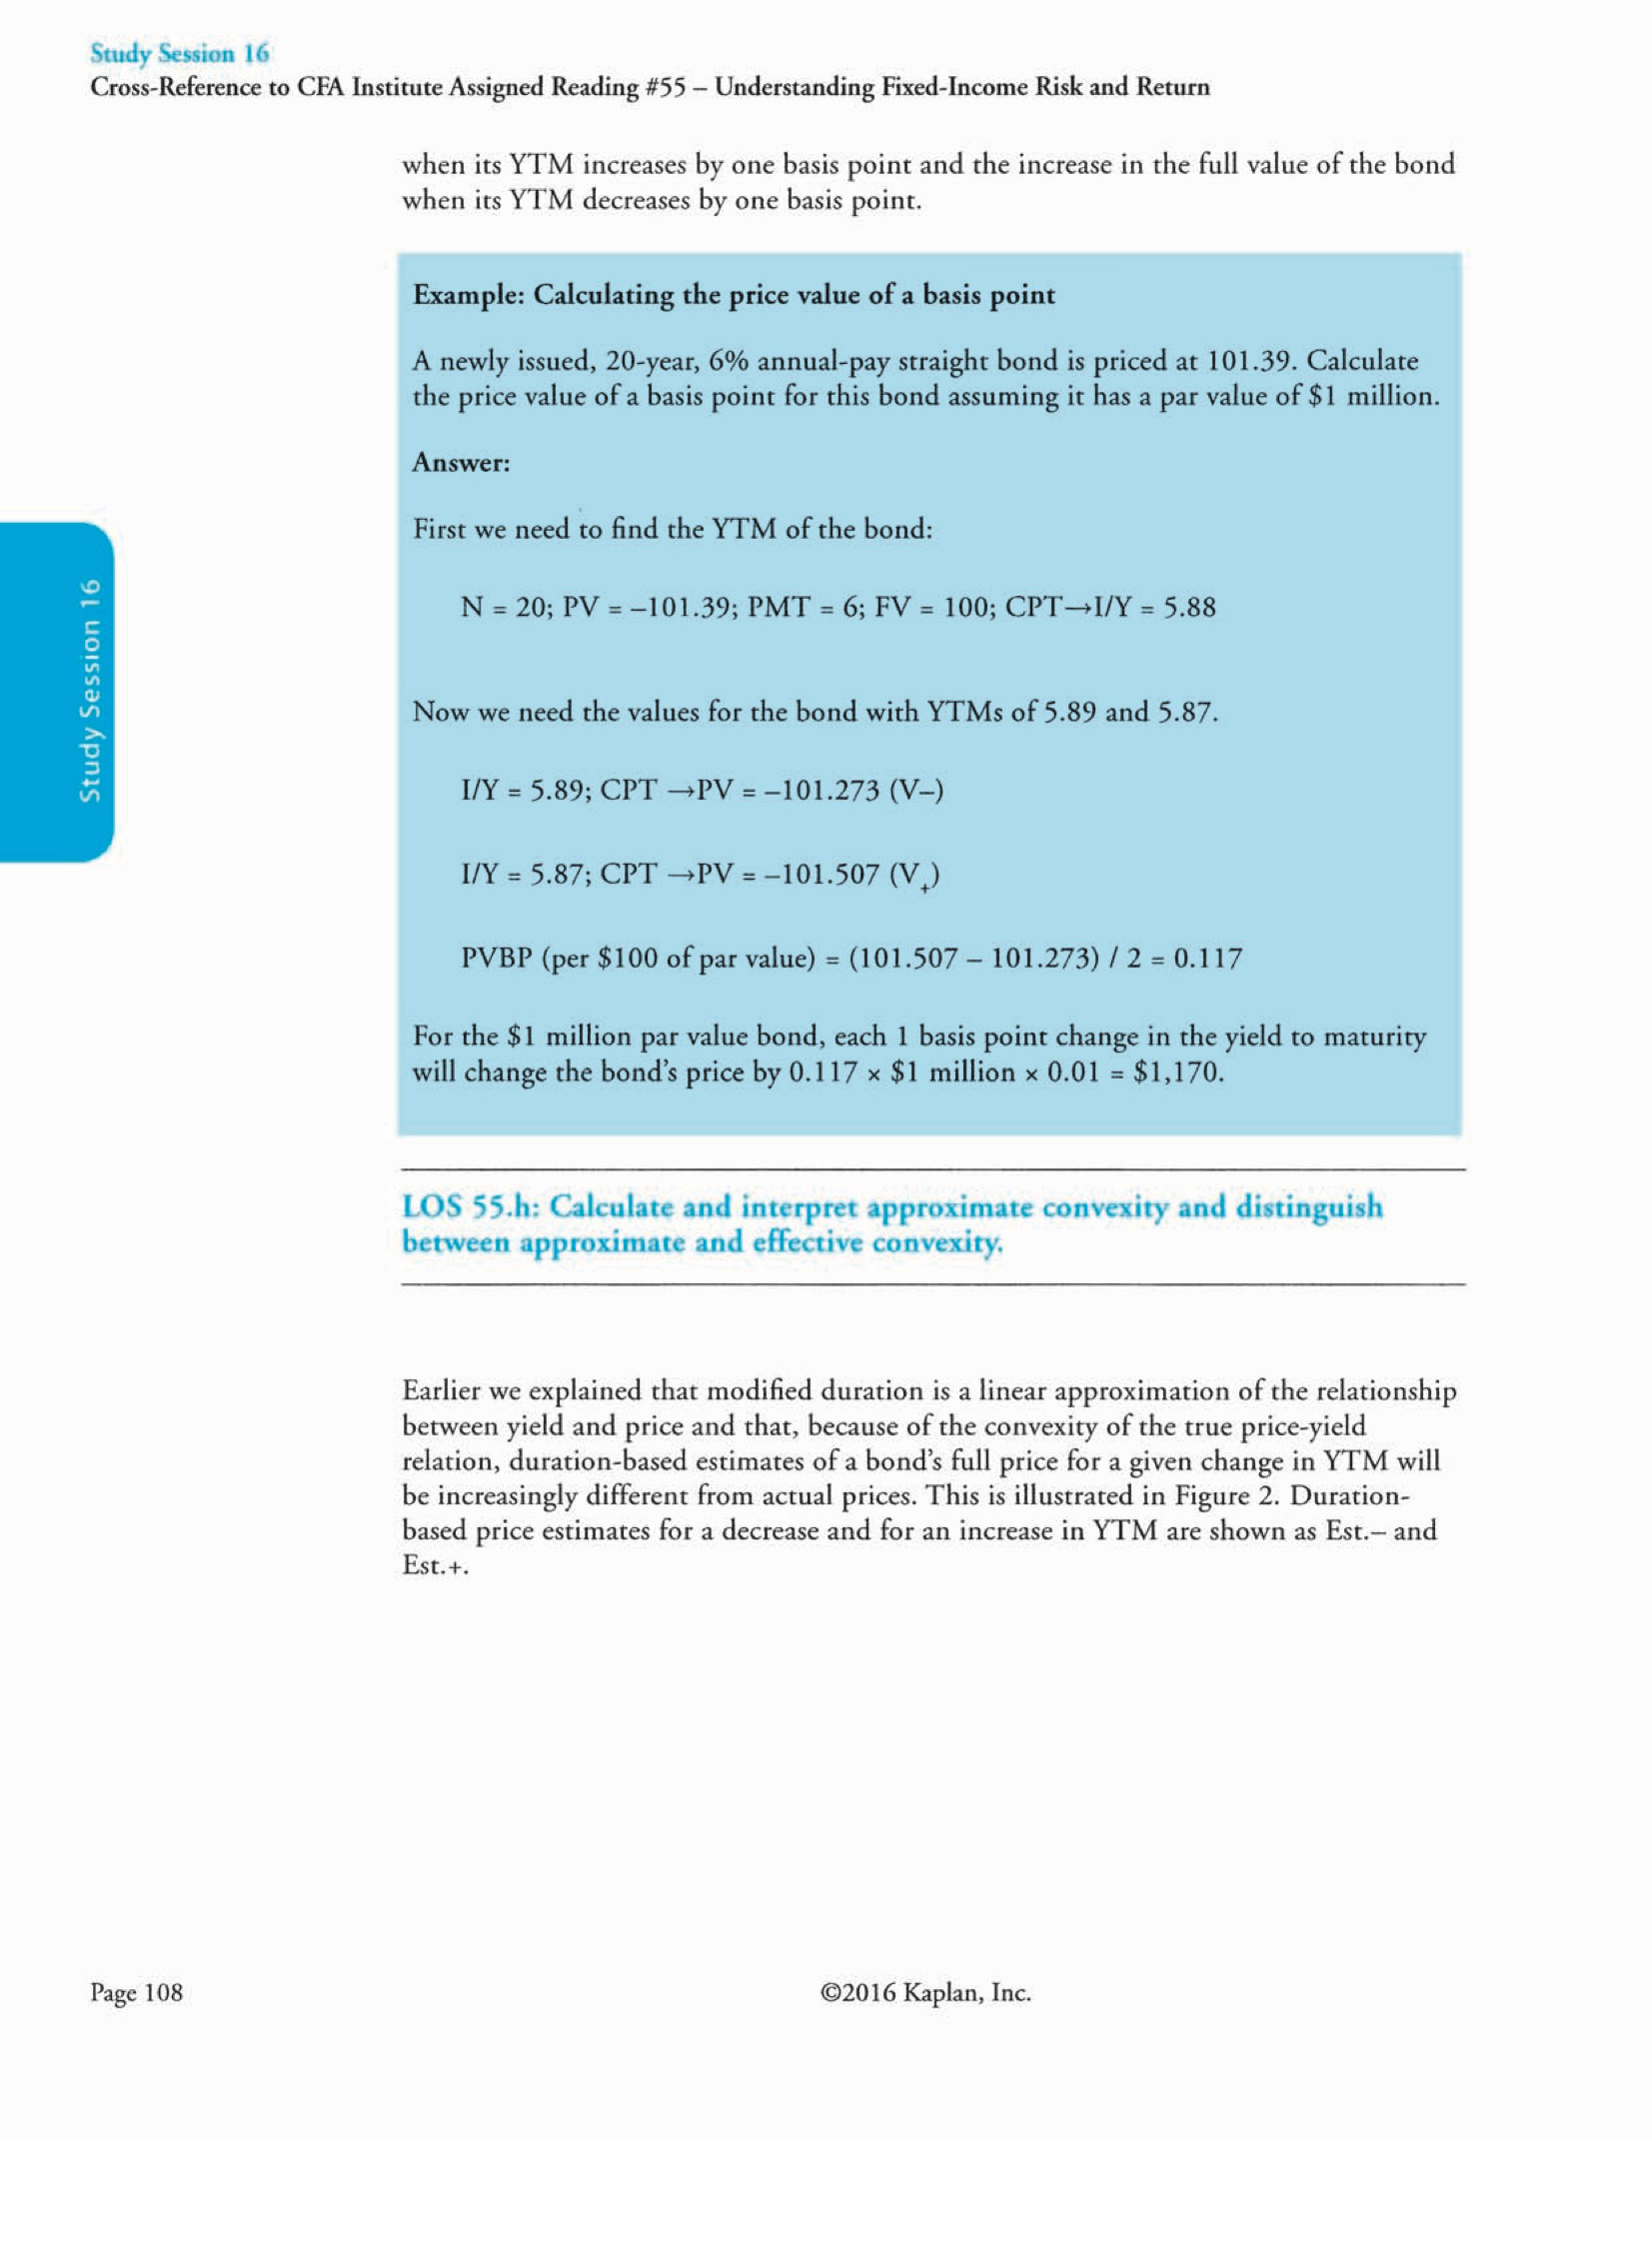 Study Session 16
Cross-Reference to CFA Institute Assigned Reading #55 – Understanding Fixed-Income Risk and Return
when its YTM increases by one basis point and the increase in the full value of the bond
when its YTM decreases by one basis point.
Example: Calculating the price value of a basis point
A newly issued, 20-year, 6% annual-pay straight bond is priced at 101.39. Calculate
the price value of a basis point for this bond assuming it has a par value of $1 million.
Answer:
First we need to find the YTM of the bond:
N = 20; PV = –101.39; PMT = 6; FV = 100; CPT→I/Y = 5.88
Now we need the values for the bond with YTMs of 5.89 and 5.87.
I/Y = 5.89; CPT →PV = –101.273 (V–)
I/Y = 5.87; CPT →PV = –101.507 (V₊)
PVBP (per $100 of par value) = (101.507 – 101.273) / 2 = 0.117
For the $1 million par value bond, each 1 basis point change in the yield to maturity
will change the bond's price by 0.117 × $1 million × 0.01 = $1,170.
Study Session 16
LOS 55.h: Calculate and interpret approximate convexity and distinguish
between approximate and effective convexity.
Earlier we explained that modified duration is a linear approximation of the relationship
between yield and price and that, because of the convexity of the true price-yield
relation, duration-based estimates of a bond's full price for a given change in YTM will
be increasingly different from actual prices. This is illustrated in Figure 2. Duration-
based price estimates for a decrease and for an increase in YTM are shown as Est.– and
Est.+.
Page 108
©2016 Kaplan, Inc.